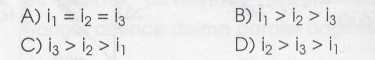 A) i₁ = i₂ = i₃ B) i₁ > i₂ > i₃
C) i₃ > i₂ > i₁ D) i₂ > i₃ > i₁